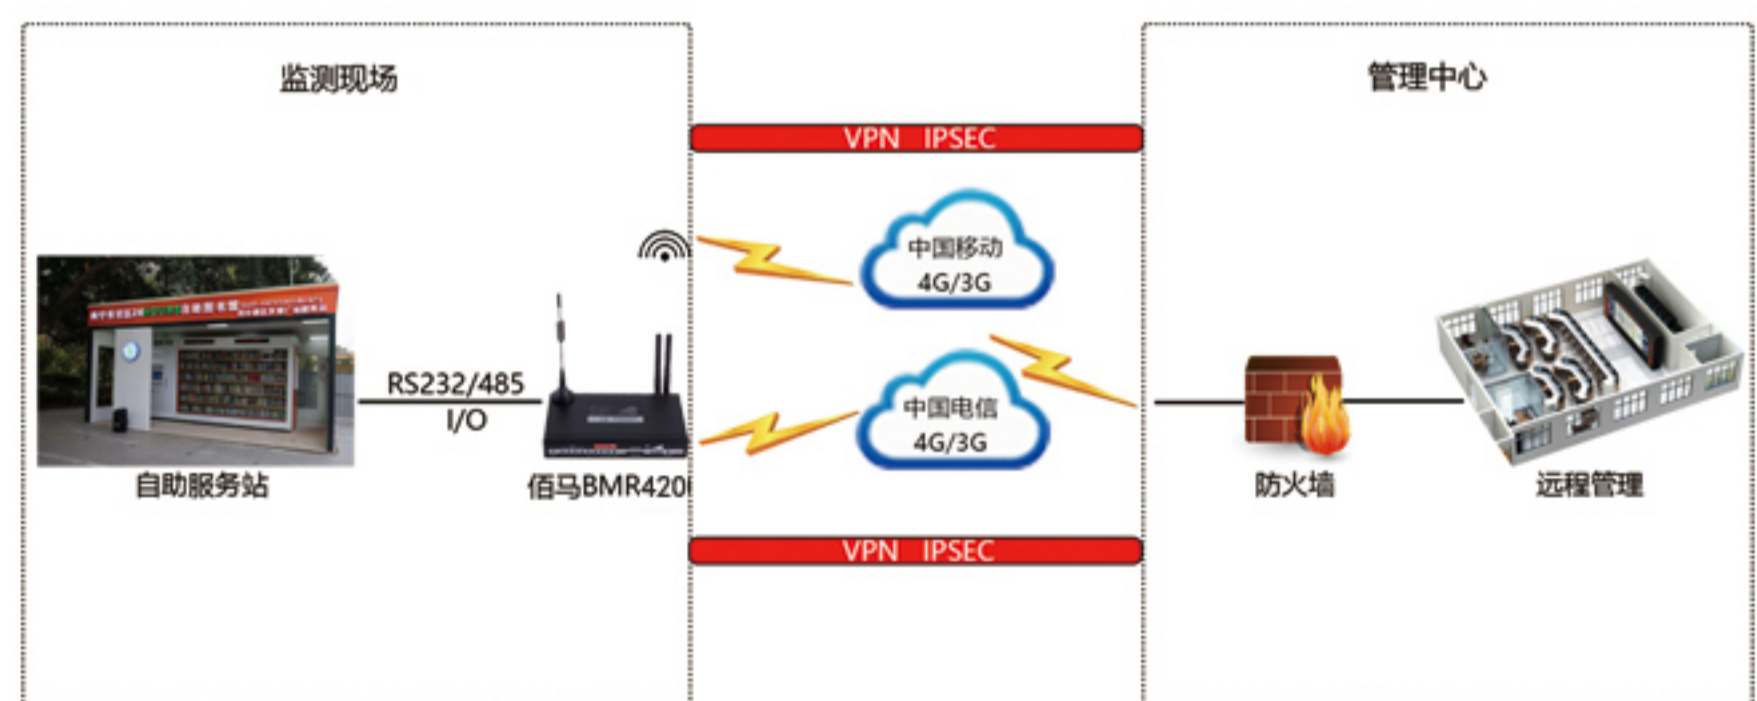 监测现场
管理中心
VPN IPSEC
中国移动
4G/3G
RS232/485
I/O
中国电信
4G/3G
自助服务站
佰马BMR420
防火墙
远程管理
VPN IPSEC